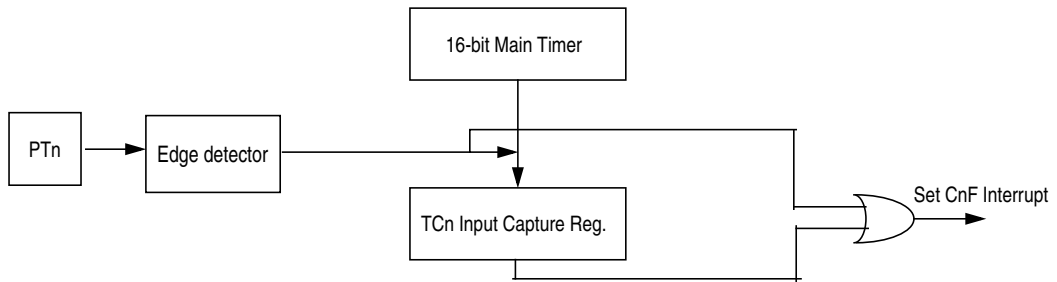 16-bit Main Timer
PTn
Edge detector
TCn Input Capture Reg.
Set CnF Interrupt